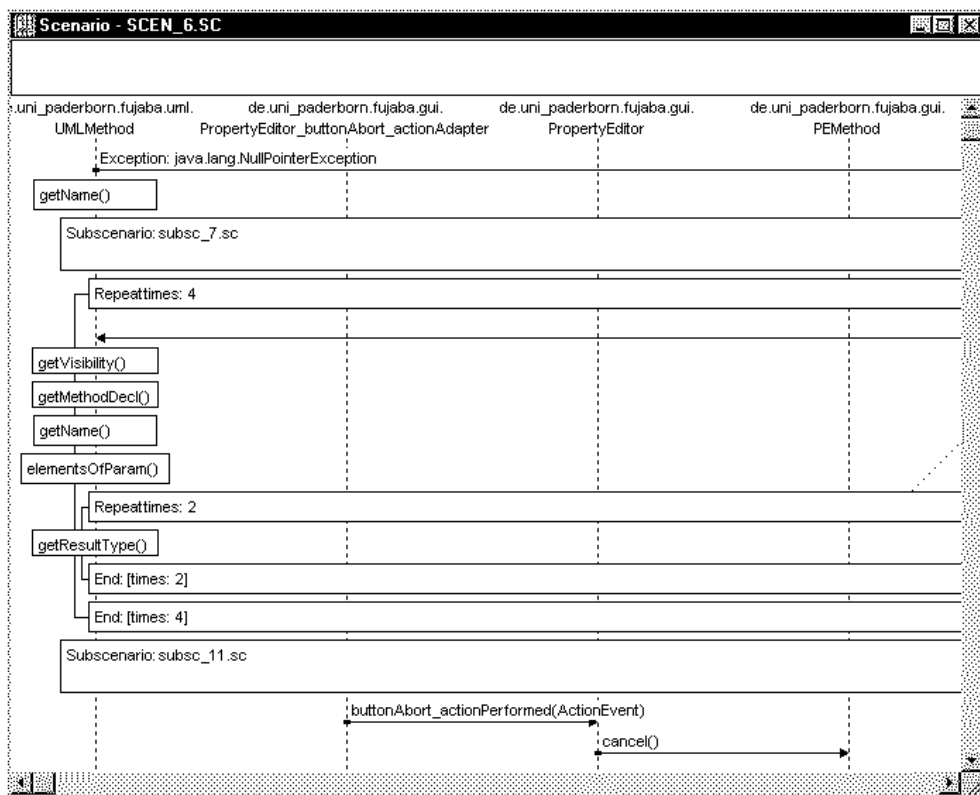 Scenario - SCEN_6.SC
.uni_paderborn.fujaba.uml. de.uni_paderborn.fujaba.gui. de.uni_paderborn.fujaba.gui. de.uni_paderborn.fujaba.gui.
UMLMethod PropertyEditor_buttonAbort_actionAdapter PropertyEditor PEMethod
Exception: java.lang.NullPointerException
getName()
Subscenario: subsc_7.sc
Repeattimes: 4
getVisibility()
getMethodDecl()
getName()
elementsOfParam()
Repeattimes: 2
getResultType()
End: [times: 2]
End: [times: 4]
Subscenario: subsc_11.sc
buttonAbort_actionPerformed(ActionEvent)
cancel()